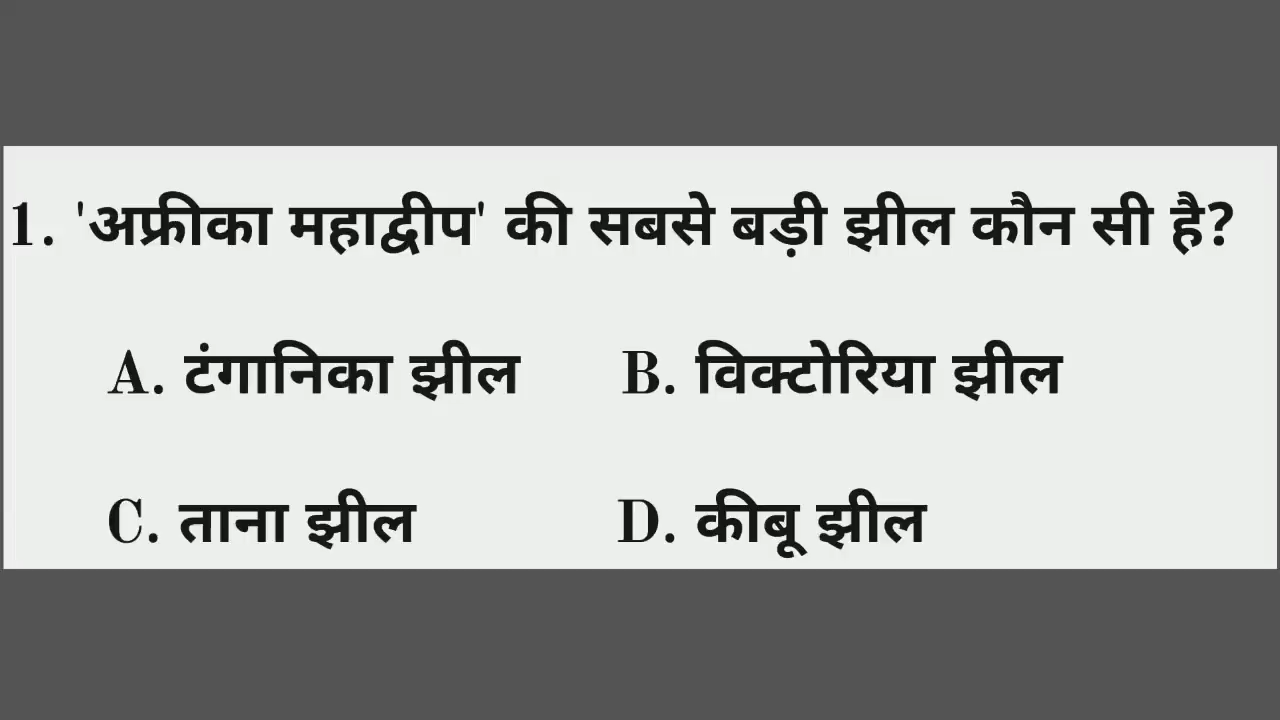 1. 'अफ्रीका महाद्वीप' की सबसे बड़ी झील कौन सी है?
A. टंगानिका झील B. विक्टोरिया झील
C. ताना झील D. कीबू झील